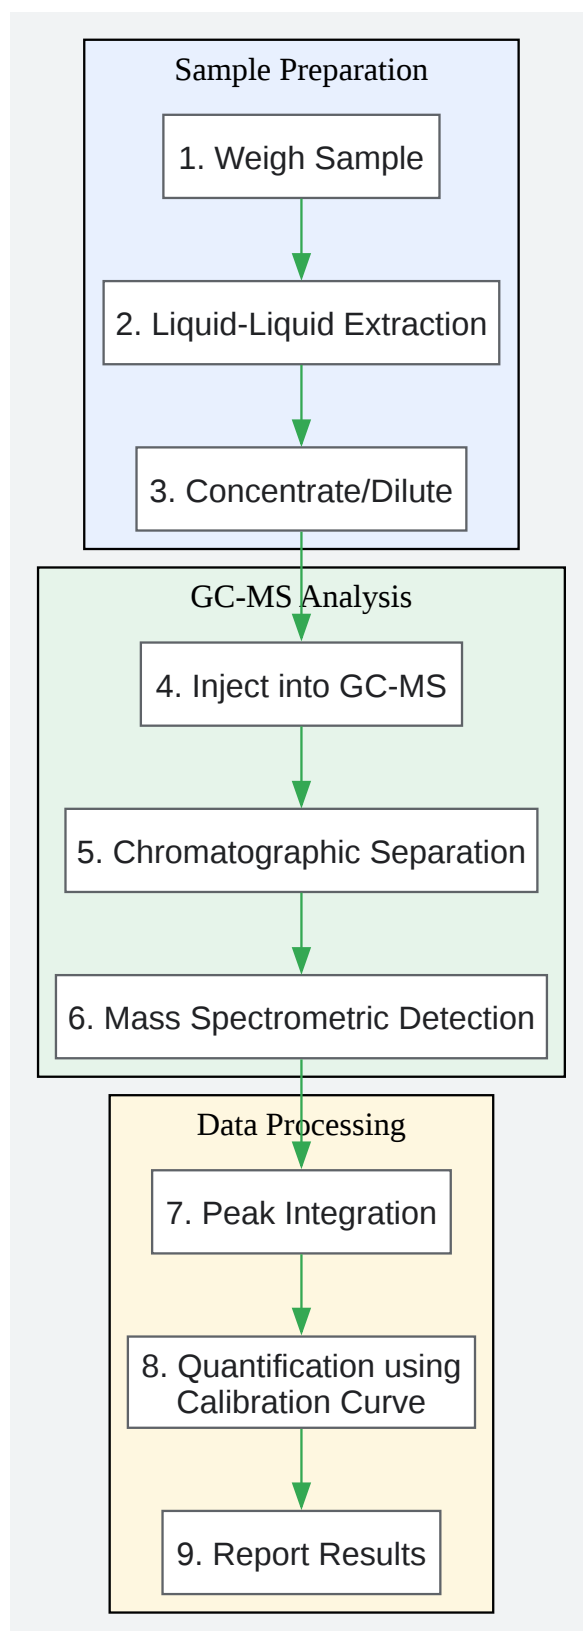 Sample Preparation
1. Weigh Sample
2. Liquid-Liquid Extraction
3. Concentrate/Dilute
GC-MS Analysis
4. Inject into GC-MS
5. Chromatographic Separation
6. Mass Spectrometric Detection
Data Processing
7. Peak Integration
8. Quantification using
Calibration Curve
9. Report Results